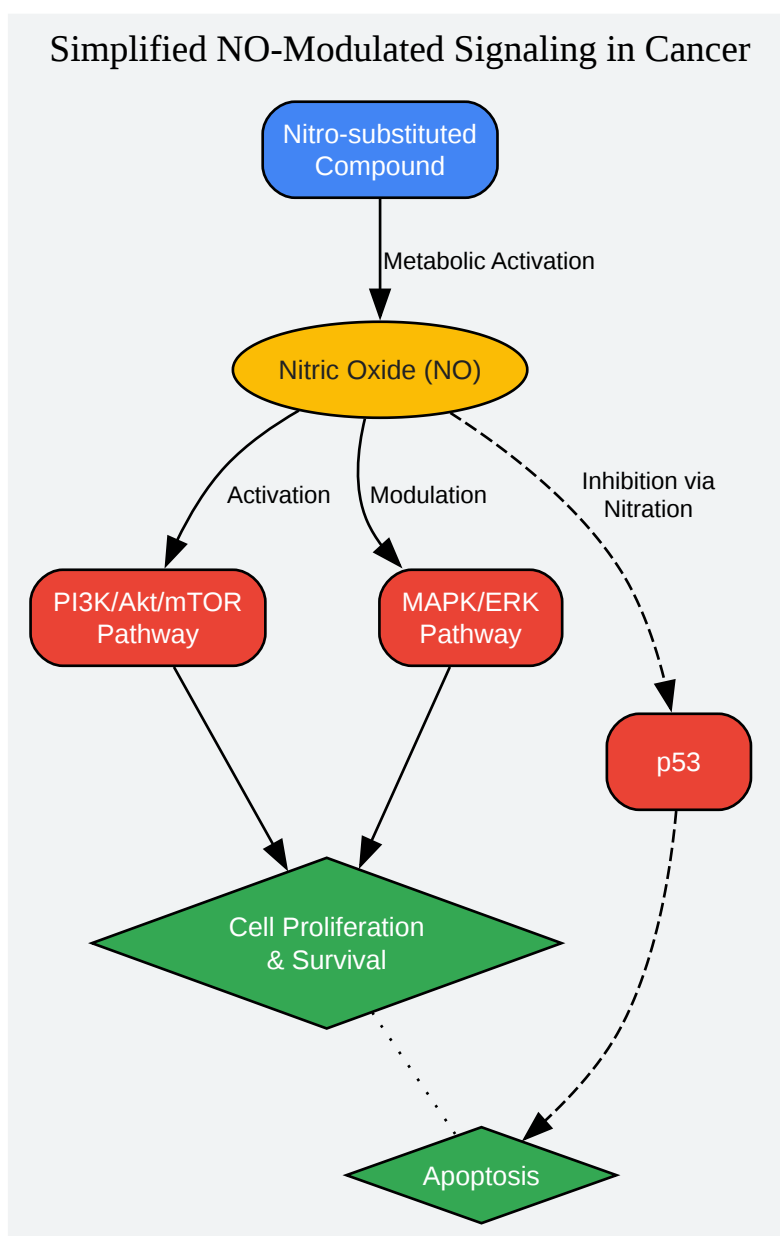 Simplified NO-Modulated Signaling in Cancer
Nitro-substituted
Compound
Metabolic Activation
Nitric Oxide (NO)
Activation
Modulation
Inhibition via
Nitration
PI3K/Akt/mTOR
Pathway
MAPK/ERK
Pathway
p53
Cell Proliferation
& Survival
Apoptosis